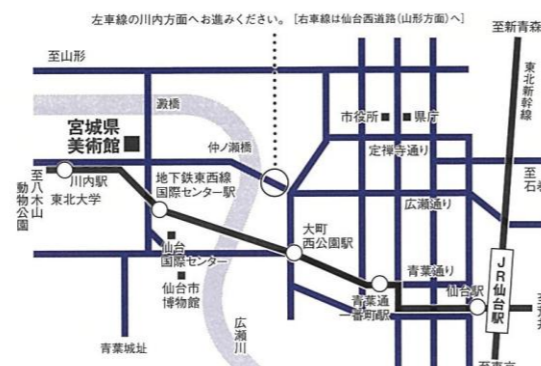 左車線の川内方面へお進みください。 [右車線は仙台西道路(山形方面)へ]
至新青森
至山形
東北新幹線
澱橋
市役所
県庁
宮城県
美術館
仲ノ瀬橋
定禅寺通り
至八木山
動物公園
川内駅
東北大学
地下鉄東西線
国際センター駅
至石巻
広瀬通り
大町
西公園駅
仙台
国際センター
仙台市
博物館
青葉通り
仙台駅
JR仙台駅
青葉通
一番町駅
広瀬川
青葉城址